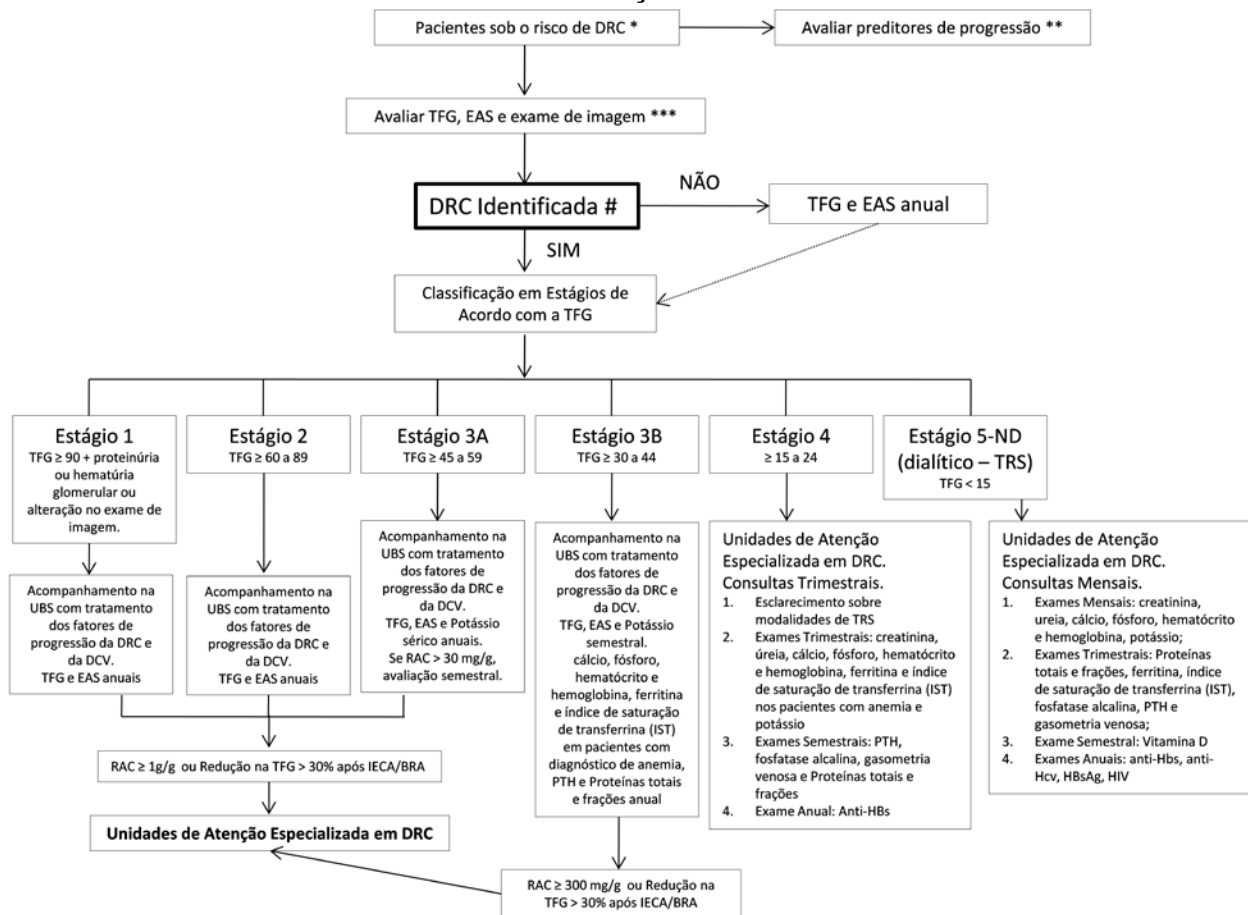 Pacientes sob o risco de DRC *
Avaliar preditores de progressão **
Avaliar TFG, EAS e exame de imagem ***
DRC Identificada #
NÃO
TFG e EAS anual
SIM
Classificação em Estágios de
Acordo com a TFG
Estágio 1
TFG ≥ 90 + proteinúria
ou hematúria
glomerular ou
alteração no exame de
imagem.
Acompanhamento na
UBS com tratamento
dos fatores de
progressão da DRC e
da DCV.
TFG e EAS anuais
Estágio 2
TFG ≥ 60 a 89
Acompanhamento na
UBS com tratamento
dos fatores de
progressão da DRC e
da DCV.
TFG e EAS anuais
Estágio 3A
TFG ≥ 45 a 59
Acompanhamento na
UBS com tratamento
dos fatores de
progressão da DRC e
da DCV.
TFG, EAS e Potássio
sérico anuais.
Se RAC > 30 mg/g,
avaliação semestral.
RAC ≥ 1g/g ou Redução na TFG > 30% após IECA/BRA
Unidades de Atenção Especializada em DRC
Estágio 3B
TFG ≥ 30 a 44
Acompanhamento na
UBS com tratamento
dos fatores de
progressão da DRC e
da DCV.
TFG, EAS e Potássio
semestral.
cálcio, fósforo,
hematócrito e
hemoglobina, ferritina
e índice de saturação
de transferrina (IST)
em pacientes com
diagnóstico de anemia,
PTH e Proteínas totais
e frações anual
RAC ≥ 300 mg/g ou Redução na
TFG > 30% após IECA/BRA
Estágio 4
≥ 15 a 24
Unidades de Atenção
Especializada em DRC.
Consultas Trimestrais.
1. Esclarecimento sobre
modalidades de TRS
2. Exames Trimestrais: creatinina,
úreia, cálcio, fósforo, hematócrito
e hemoglobina, ferritina e índice
de saturação de transferrina (IST)
nos pacientes com anemia e
potássio
3. Exames Semestrais: PTH,
fosfatase alcalina, gasometria
venosa e Proteínas totais e
frações
4. Exame Anual: Anti-HBs
Estágio 5-ND
(dialítico – TRS)
TFG < 15
Unidades de Atenção
Especializada em DRC.
Consultas Mensais.
1. Exames Mensais: creatinina,
ureia, cálcio, fósforo, hematócrito
e hemoglobina, potássio;
2. Exames Trimestrais: Proteínas
totais e frações, ferritina, índice
de saturação de transferrina (IST),
fosfatase alcalina, PTH e
gasometria venosa;
3. Exame Semestral: Vitamina D
4. Exames Anuais: anti-Hbs, anti-
Hcv, HBsAg, HIV